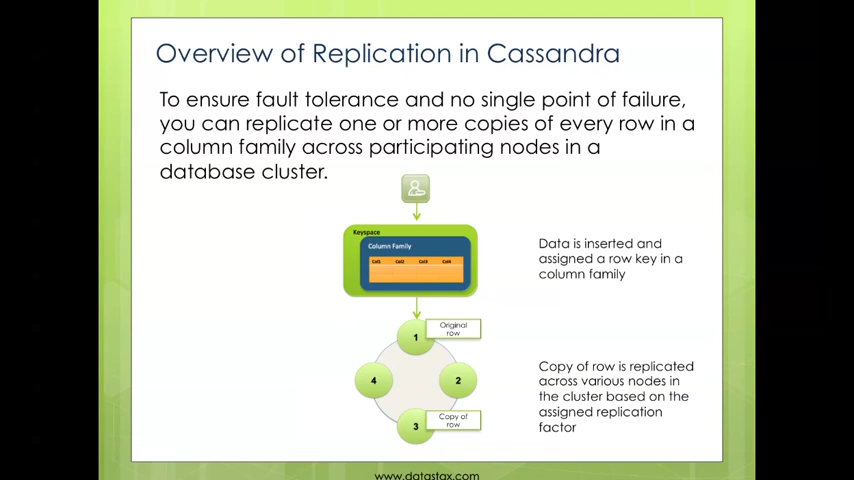 Overview of Replication in Cassandra
To ensure fault tolerance and no single point of failure,
you can replicate one or more copies of every row in a
column family across participating nodes in a
database cluster.
Keyspace
Column Family
Col1 Col2 Col3 Col4
Data is inserted and
assigned a row key in a
column family
Original
row
1
4
2
3
Copy of
row
Copy of row is replicated
across various nodes in
the cluster based on the
assigned replication
factor
www.datastax.com